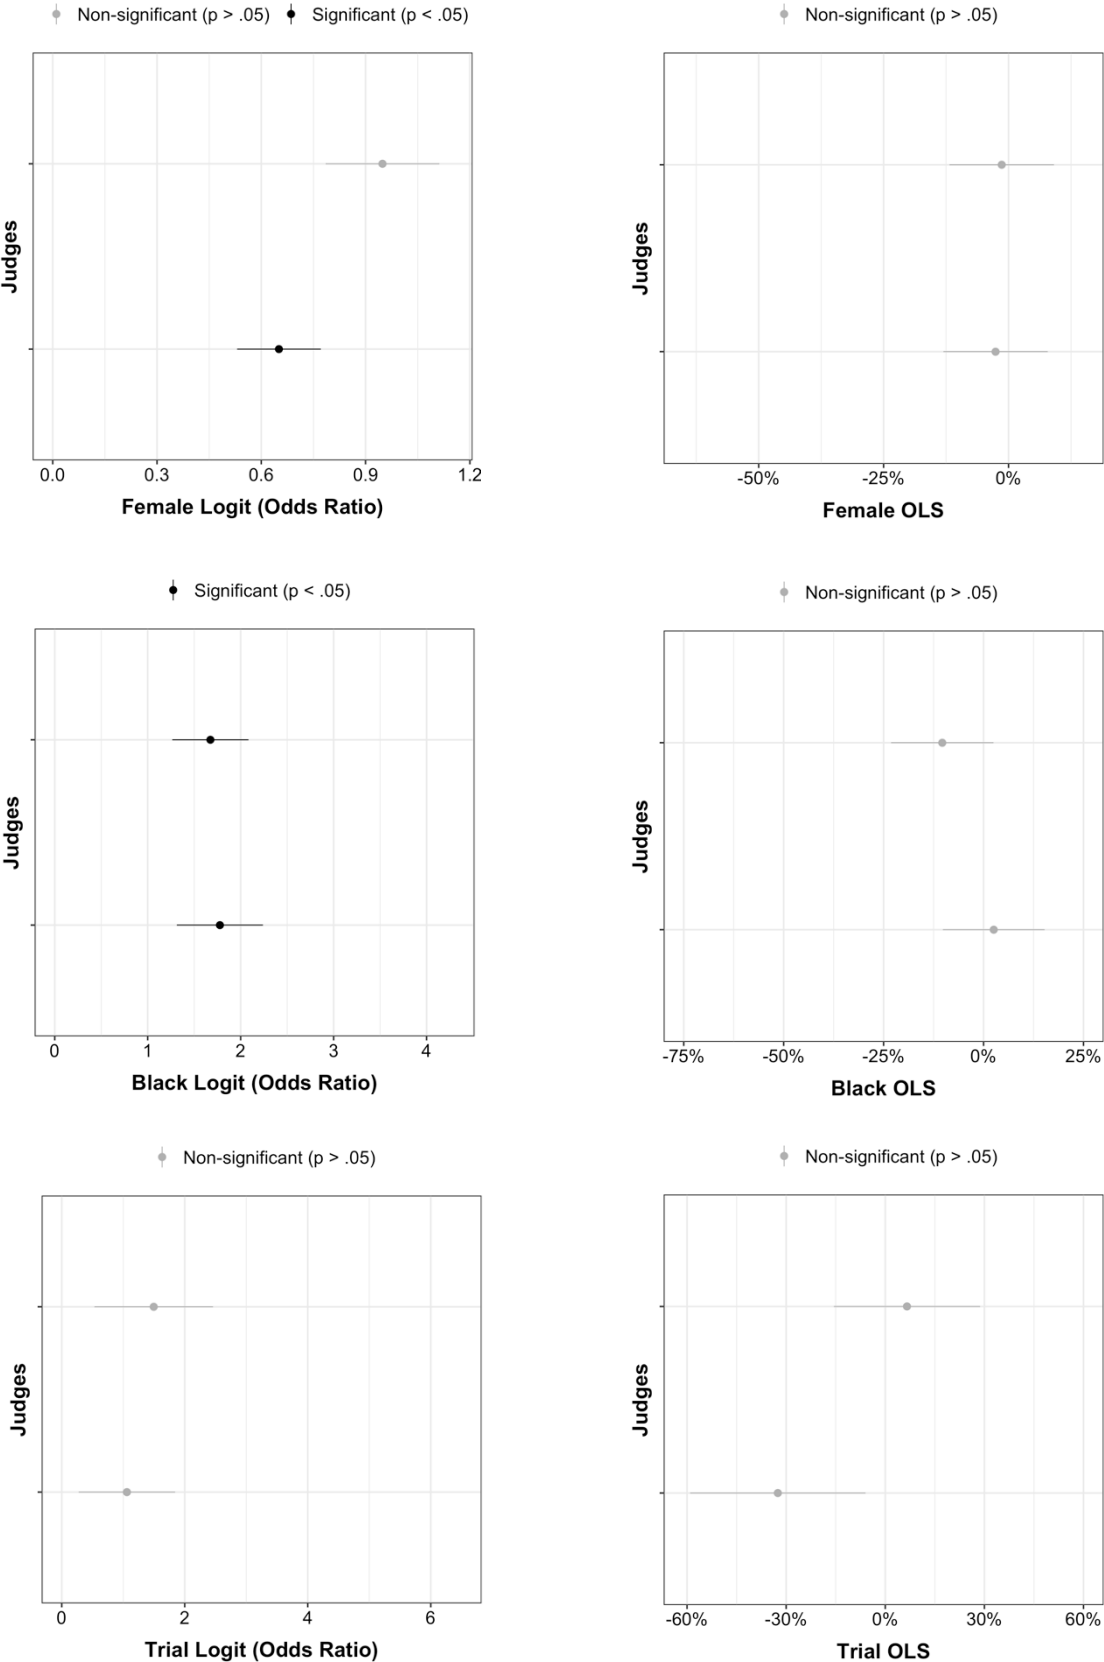 Non-significant (p > .05) Significant (p < .05)
Judges
0.0 0.3 0.6 0.9 1.2
Female Logit (Odds Ratio)
Non-significant (p > .05)
Judges
-50% -25% 0%
Female OLS
Significant (p < .05)
Judges
0 1 2 3 4
Black Logit (Odds Ratio)
Non-significant (p > .05)
Judges
-75% -50% -25% 0% 25%
Black OLS
Non-significant (p > .05)
Judges
0 2 4 6
Trial Logit (Odds Ratio)
Non-significant (p > .05)
Judges
-60% -30% 0% 30% 60%
Trial OLS